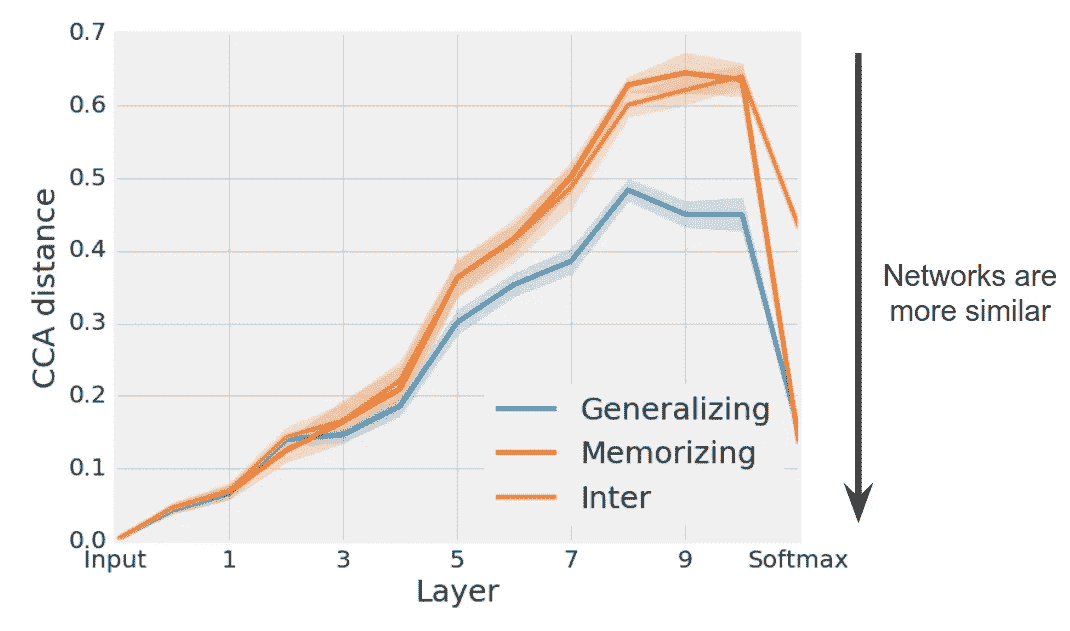 0.7
0.6
0.5
0.4
0.3
0.2
0.1
0.0
CCA distance
Input 1 3 5 7 9 Softmax
Layer
Generalizing
Memorizing
Inter
Networks are
more similar